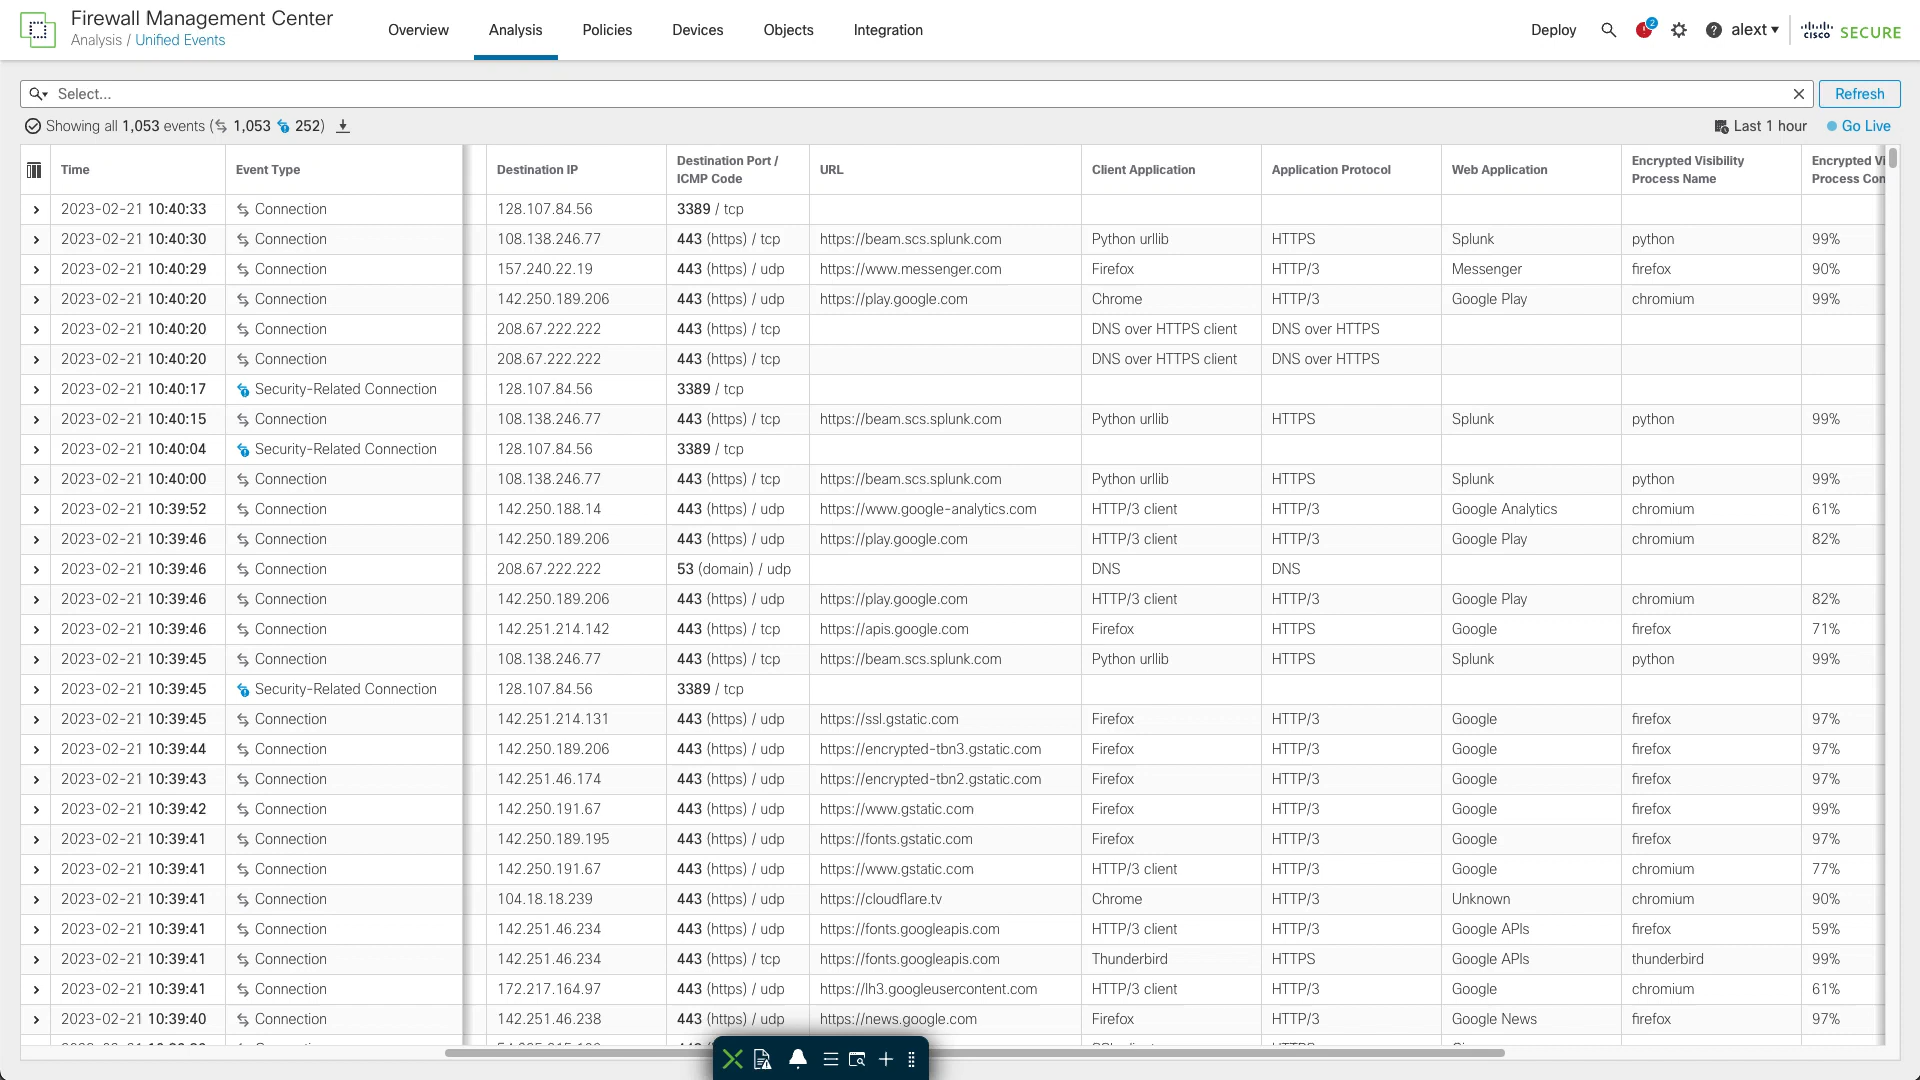 Firewall Management Center
Analysis / Unified Events
Overview Analysis Policies Devices Objects Integration
Deploy 2 alext cisco SECURE
Select... Refresh
Showing all 1,053 events ( 1,053 252) Last 1 hour Go Live
Time Event Type Destination IP Destination Port / ICMP Code URL Client Application Application Protocol Web Application Encrypted Visibility Process Name Encrypted Vi Process Con
2023-02-21 10:40:33 Connection 128.107.84.56 3389 / tcp
2023-02-21 10:40:30 Connection 108.138.246.77 443 (https) / tcp https://beam.scs.splunk.com Python urllib HTTPS Splunk python 99%
2023-02-21 10:40:29 Connection 157.240.22.19 443 (https) / udp https://www.messenger.com Firefox HTTP/3 Messenger firefox 90%
2023-02-21 10:40:20 Connection 142.250.189.206 443 (https) / udp https://play.google.com Chrome HTTP/3 Google Play chromium 99%
2023-02-21 10:40:20 Connection 208.67.222.222 443 (https) / tcp DNS over HTTPS client DNS over HTTPS
2023-02-21 10:40:20 Connection 208.67.222.222 443 (https) / tcp DNS over HTTPS client DNS over HTTPS
2023-02-21 10:40:17 Security-Related Connection 128.107.84.56 3389 / tcp
2023-02-21 10:40:15 Connection 108.138.246.77 443 (https) / tcp https://beam.scs.splunk.com Python urllib HTTPS Splunk python 99%
2023-02-21 10:40:04 Security-Related Connection 128.107.84.56 3389 / tcp
2023-02-21 10:40:00 Connection 108.138.246.77 443 (https) / tcp https://beam.scs.splunk.com Python urllib HTTPS Splunk python 99%
2023-02-21 10:39:52 Connection 142.250.188.14 443 (https) / udp https://www.google-analytics.com HTTP/3 client HTTP/3 Google Analytics chromium 61%
2023-02-21 10:39:46 Connection 142.250.189.206 443 (https) / udp https://play.google.com HTTP/3 client HTTP/3 Google Play chromium 82%
2023-02-21 10:39:46 Connection 208.67.222.222 53 (domain) / udp DNS DNS
2023-02-21 10:39:46 Connection 142.250.189.206 443 (https) / udp https://play.google.com HTTP/3 client HTTP/3 Google Play chromium 82%
2023-02-21 10:39:46 Connection 142.251.214.142 443 (https) / tcp https://apis.google.com Firefox HTTPS Google firefox 71%
2023-02-21 10:39:45 Connection 108.138.246.77 443 (https) / tcp https://beam.scs.splunk.com Python urllib HTTPS Splunk python 99%
2023-02-21 10:39:45 Security-Related Connection 128.107.84.56 3389 / tcp
2023-02-21 10:39:45 Connection 142.251.214.131 443 (https) / udp https://ssl.gstatic.com Firefox HTTP/3 Google firefox 97%
2023-02-21 10:39:44 Connection 142.250.189.206 443 (https) / udp https://encrypted-tbn3.gstatic.com Firefox HTTP/3 Google firefox 97%
2023-02-21 10:39:43 Connection 142.251.46.174 443 (https) / udp https://encrypted-tbn2.gstatic.com Firefox HTTP/3 Google firefox 97%
2023-02-21 10:39:42 Connection 142.250.191.67 443 (https) / udp https://www.gstatic.com Firefox HTTP/3 Google firefox 99%
2023-02-21 10:39:41 Connection 142.250.189.195 443 (https) / udp https://fonts.gstatic.com Firefox HTTP/3 Google firefox 97%
2023-02-21 10:39:41 Connection 142.250.191.67 443 (https) / udp https://www.gstatic.com HTTP/3 client HTTP/3 Google chromium 77%
2023-02-21 10:39:41 Connection 104.18.18.239 443 (https) / udp https://cloudflare.tv Chrome HTTP/3 Unknown chromium 90%
2023-02-21 10:39:41 Connection 142.251.46.234 443 (https) / udp https://fonts.googleapis.com HTTP/3 client HTTP/3 Google APIs firefox 59%
2023-02-21 10:39:41 Connection 142.251.46.234 443 (https) / tcp https://fonts.googleapis.com Thunderbird HTTPS Google APIs thunderbird 99%
2023-02-21 10:39:41 Connection 172.217.164.97 443 (https) / udp https://lh3.googleusercontent.com HTTP/3 client HTTP/3 Google chromium 61%
2023-02-21 10:39:40 Connection 142.251.46.238 443 (https) / udp https://news.google.com Firefox HTTP/3 Google News firefox 97%